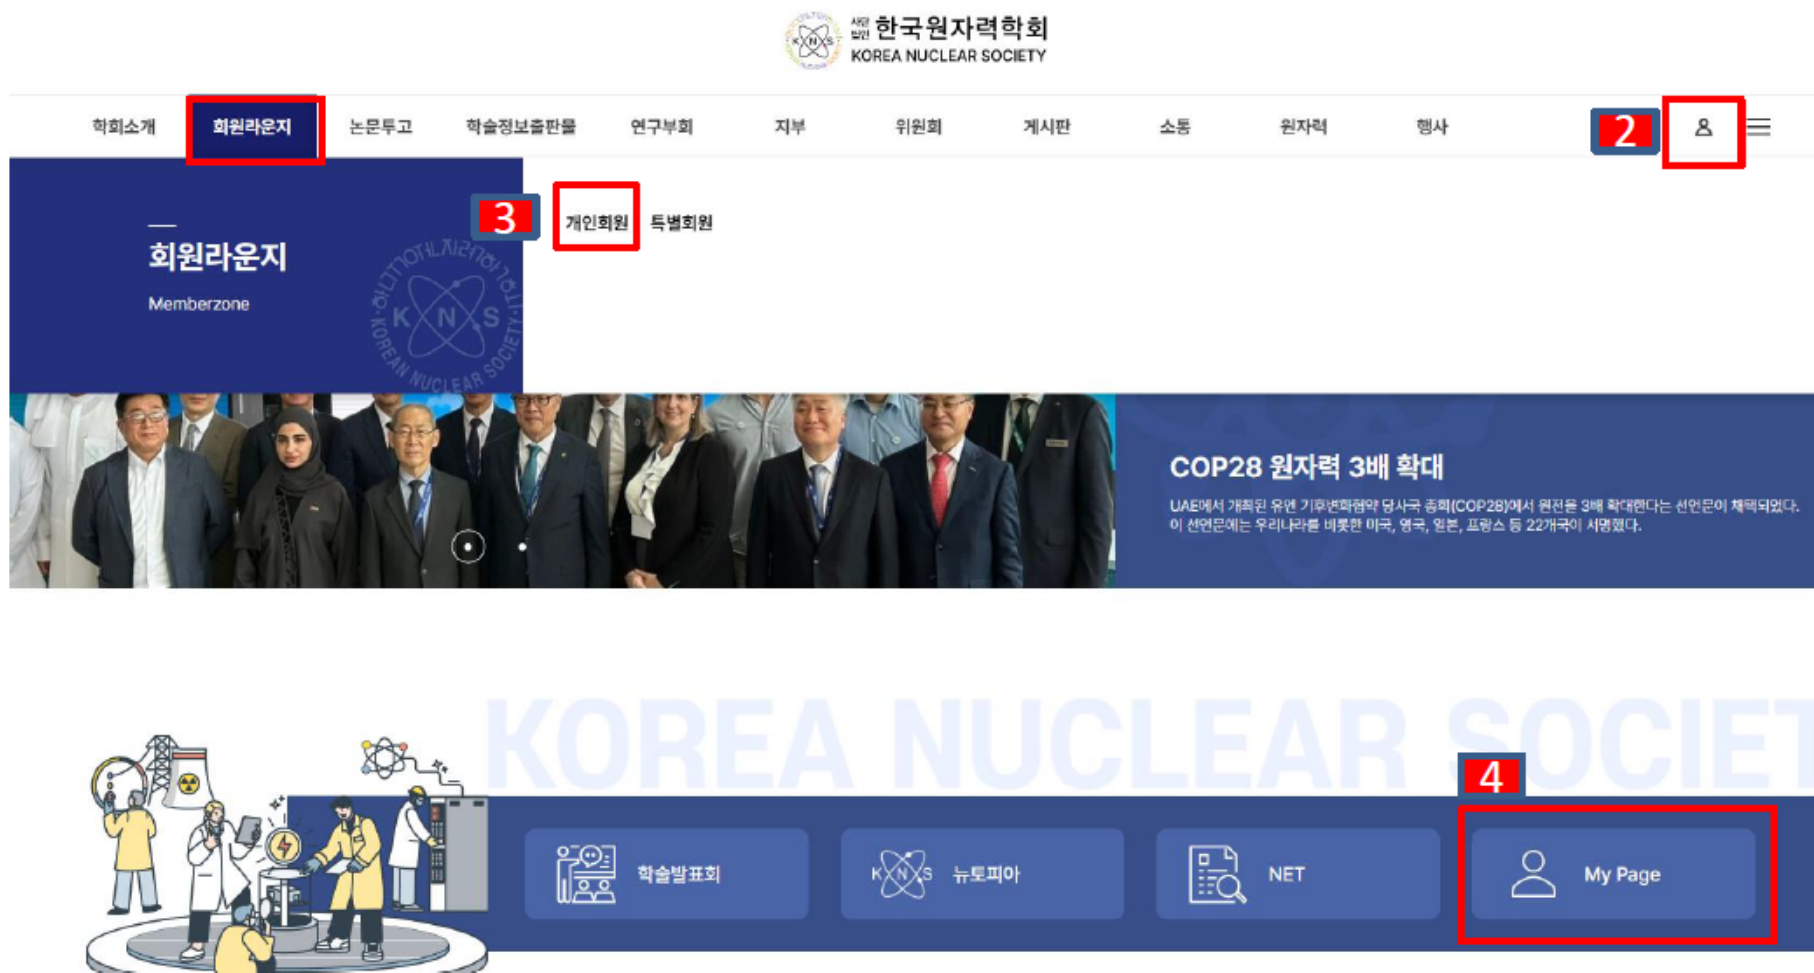 사단
법인
한국원자력학회
KOREA NUCLEAR SOCIETY
K N S
학회소개 회원라운지 논문투고 학술정보출판물 연구부회 지부 위원회 게시판 소통 원자력 행사
2
3
개인회원 특별회원
회원라운지
Memberzone
K N S
KOREAN NUCLEAR SOCIETY
COP28 원자력 3배 확대
UAE에서 개최된 유엔 기후변화협약 당사국 총회(COP28)에서 원전을 3배 확대한다는 선언문이 채택되었다.
이 선언문에는 우리나라를 비롯한 미국, 영국, 일본, 프랑스 등 22개국이 서명했다.
KOREA NUCLEAR SOCIET
4
학술발표회
K N S 뉴토피아
NET
My Page